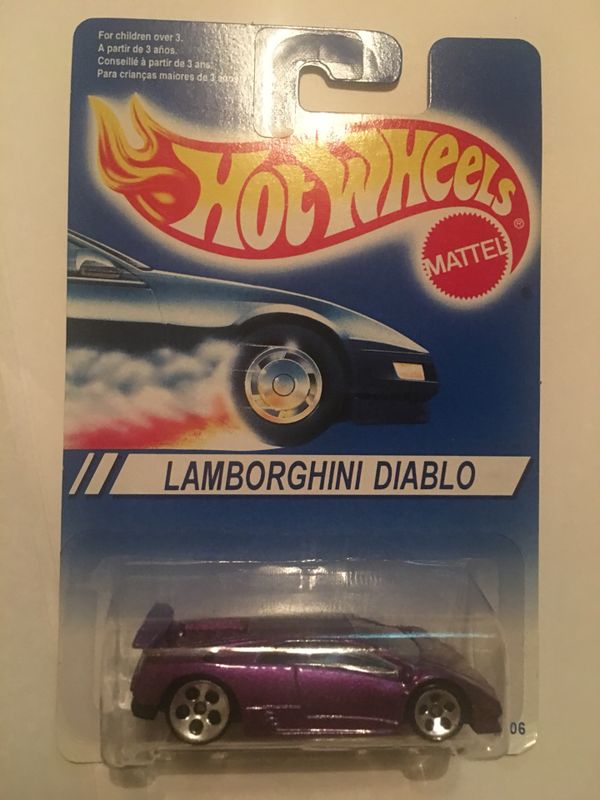 For children over 3.
A partir de 3 años.
Conseillé à partir de 3 ans.
Para crianças maiores de 3 anos.
HOT WHEELS
®
MATTEL
®
LAMBORGHINI DIABLO
06